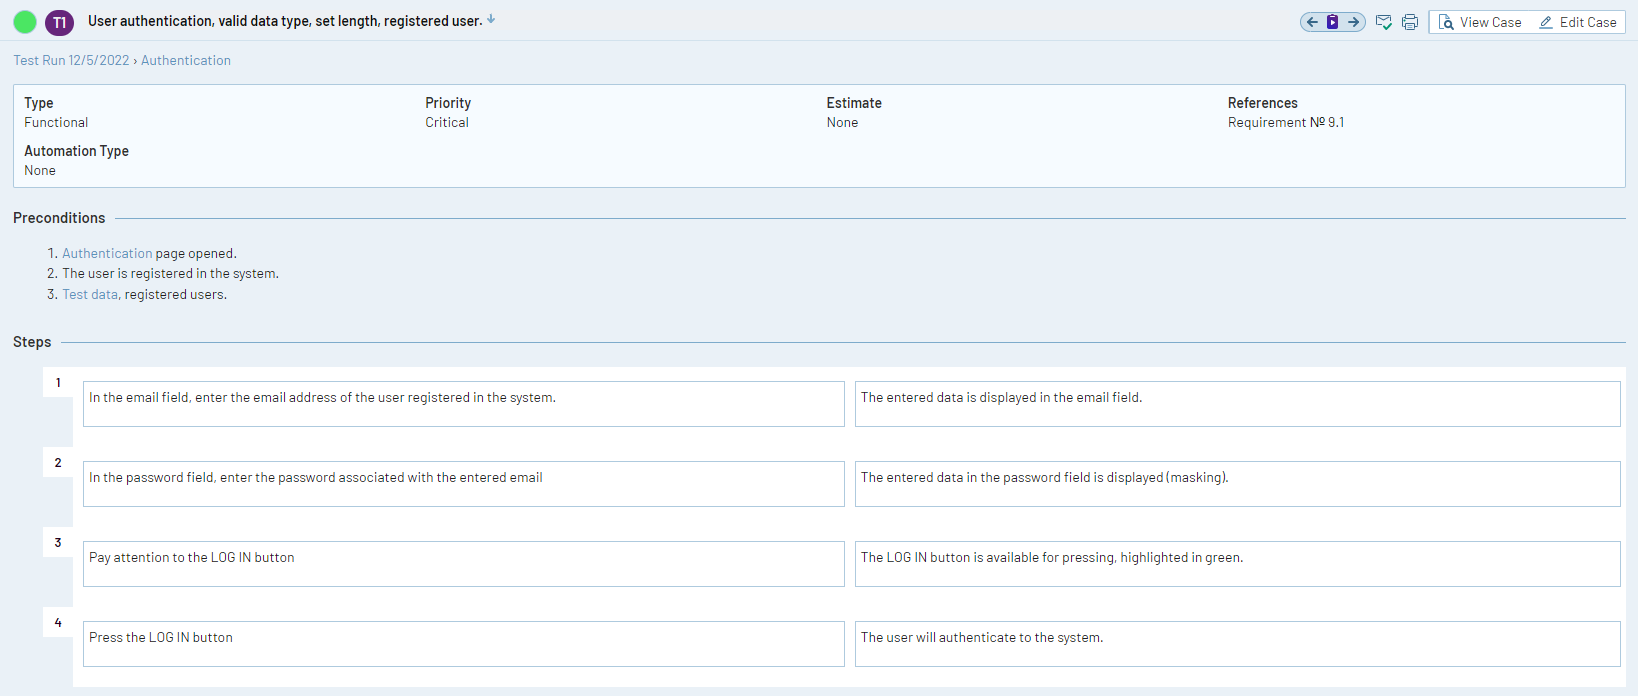 T1 User authentication, valid data type, set length, registered user.
View Case Edit Case
Test Run 12/5/2022 › Authentication
Type Priority Estimate References
Functional Critical None Requirement № 9.1
Automation Type
None
Preconditions
1. Authentication page opened.
2. The user is registered in the system.
3. Test data, registered users.
Steps
1 In the email field, enter the email address of the user registered in the system. The entered data is displayed in the email field.
2 In the password field, enter the password associated with the entered email The entered data in the password field is displayed (masking).
3 Pay attention to the LOG IN button The LOG IN button is available for pressing, highlighted in green.
4 Press the LOG IN button The user will authenticate to the system.